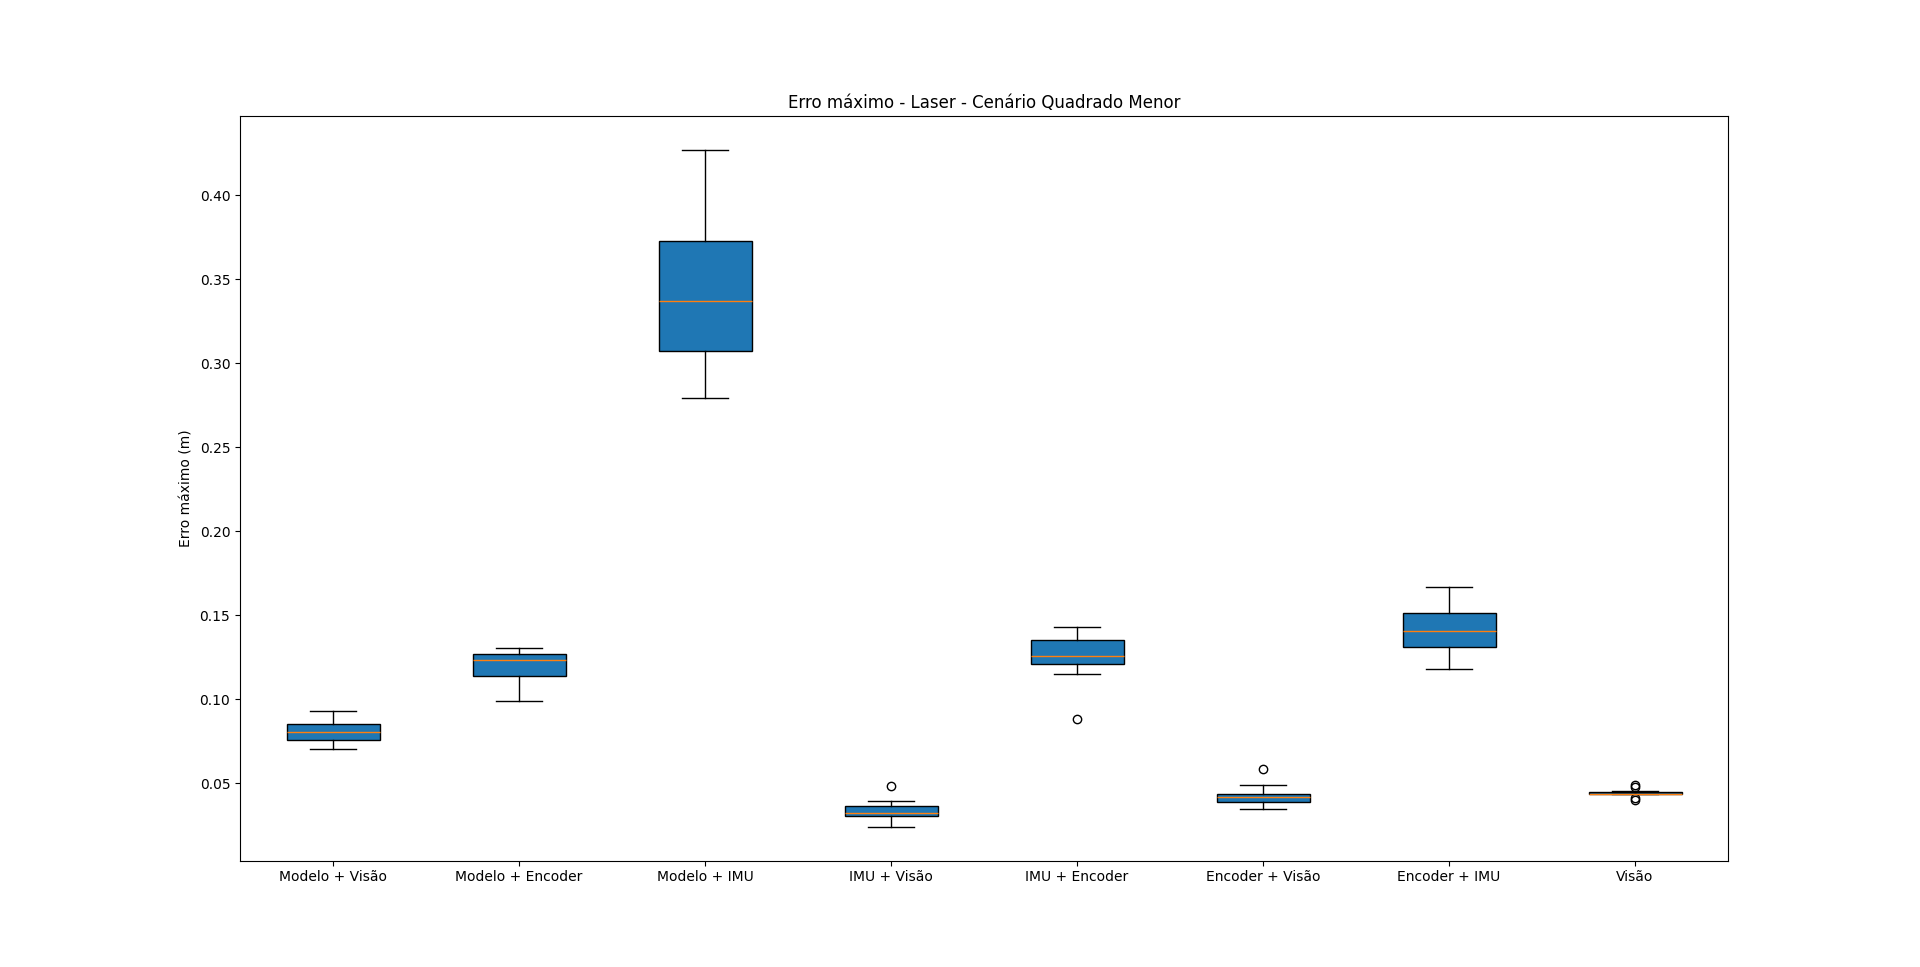 Erro máximo - Laser - Cenário Quadrado Menor
Erro máximo (m)
0.40
0.35
0.30
0.25
0.20
0.15
0.10
0.05
Modelo + Visão
Modelo + Encoder
Modelo + IMU
IMU + Visão
IMU + Encoder
Encoder + Visão
Encoder + IMU
Visão